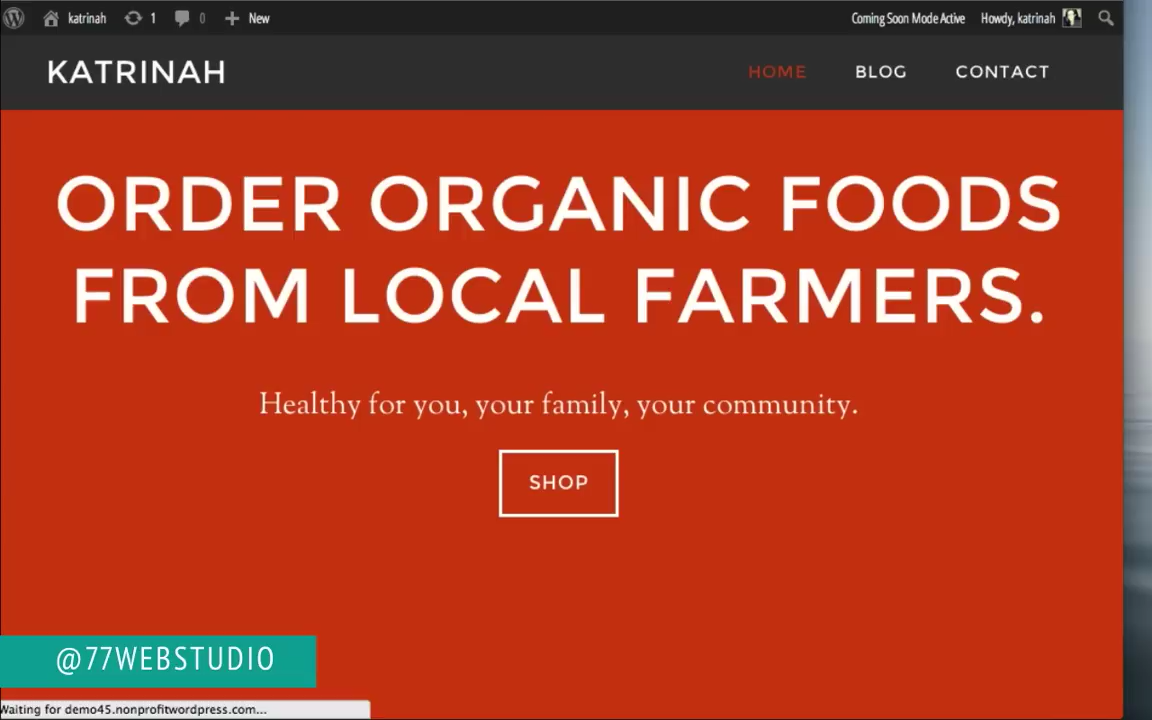 katrinah 1 0 New Coming Soon Mode Active Howdy, katrinah
KATRINAH HOME BLOG CONTACT
ORDER ORGANIC FOODS
FROM LOCAL FARMERS.
Healthy for you, your family, your community.
SHOP
@77WEBSTUDIO
Waiting for demo45.nonprofitwordpress.com...